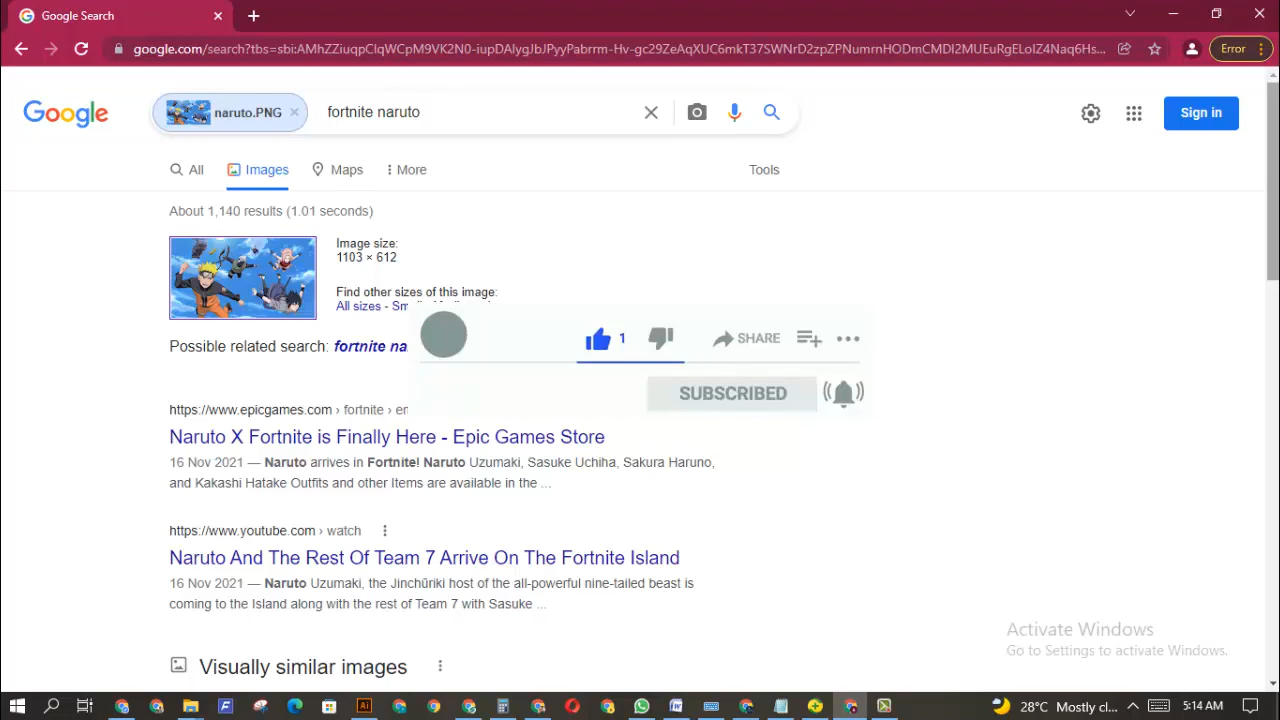 Google Search
google.com/search?tbs=sbi:AMhZZiuqpClqWCpM9VK2N0-iupDAlygJbJPyyPabrrm-Hv-gc29ZeAqXUC6mkT37SWNrD2zpZPNumrnHODmCMDI2MUEuRgELoIZ4Naq6Hs...
Error
Google
naruto.PNG
fortnite naruto
Sign in
All
Images
Maps
More
Tools
About 1,140 results (1.01 seconds)
Image size:
1103 × 612
Find other sizes of this image:
All sizes -
Possible related search: fortnite na
1
SHARE
SUBSCRIBED
https://www.epicgames.com › fortnite › en
Naruto X Fortnite is Finally Here - Epic Games Store
16 Nov 2021 — Naruto arrives in Fortnite! Naruto Uzumaki, Sasuke Uchiha, Sakura Haruno,
and Kakashi Hatake Outfits and other Items are available in the ...
https://www.youtube.com › watch
Naruto And The Rest Of Team 7 Arrive On The Fortnite Island
16 Nov 2021 — Naruto Uzumaki, the Jinchūriki host of the all-powerful nine-tailed beast is
coming to the Island along with the rest of Team 7 with Sasuke ...
Visually similar images
Activate Windows
Go to Settings to activate Windows.
28°C Mostly cl...
5:14 AM